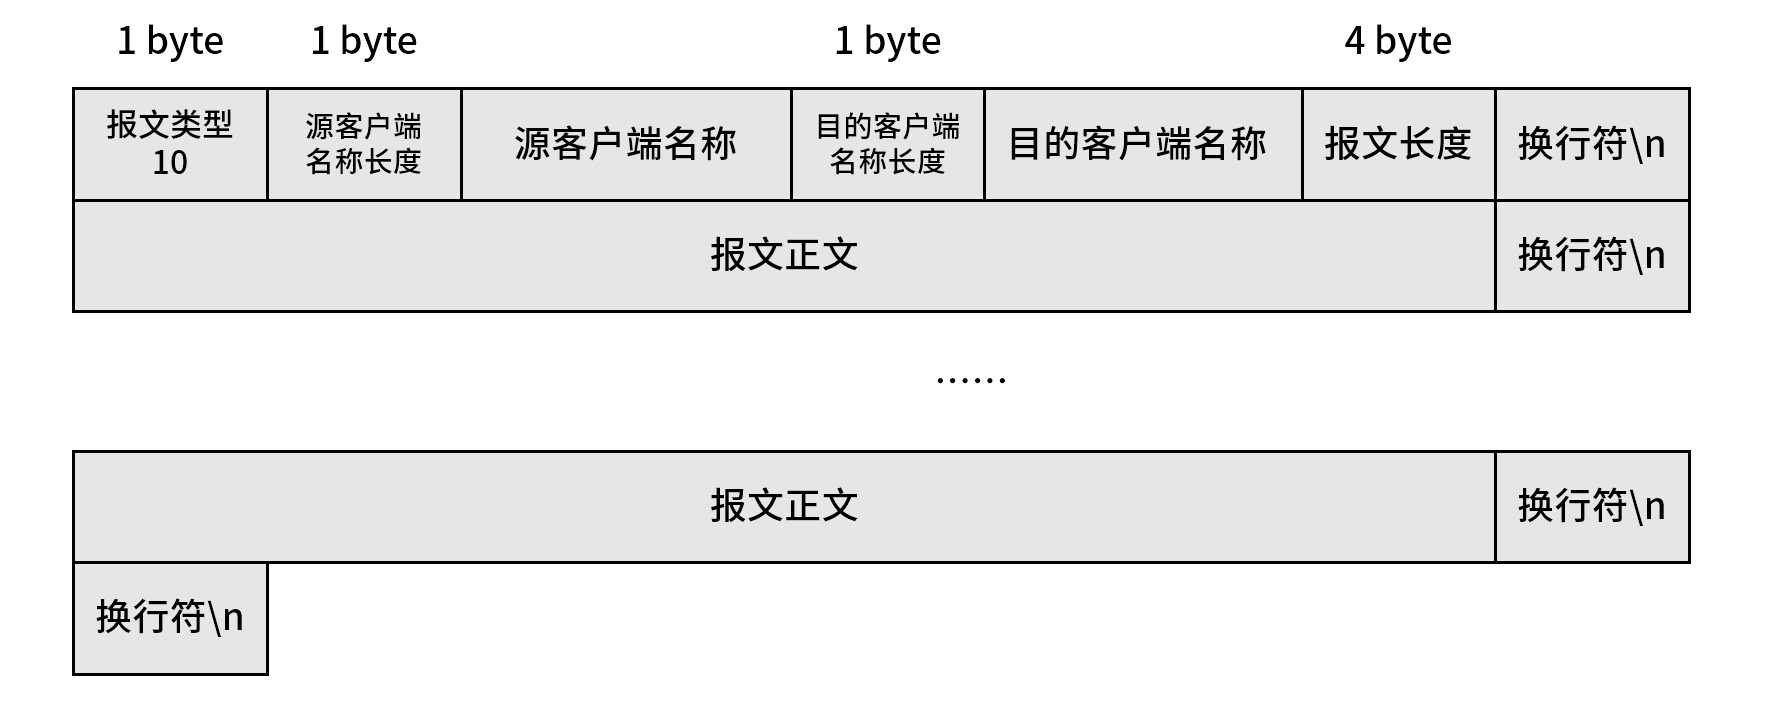 1 byte 1 byte 1 byte 4 byte
报文类型
10
源客户端
名称长度
源客户端名称
目的客户端
名称长度
目的客户端名称
报文长度
换行符\n
报文正文
换行符\n
......
报文正文
换行符\n
换行符\n